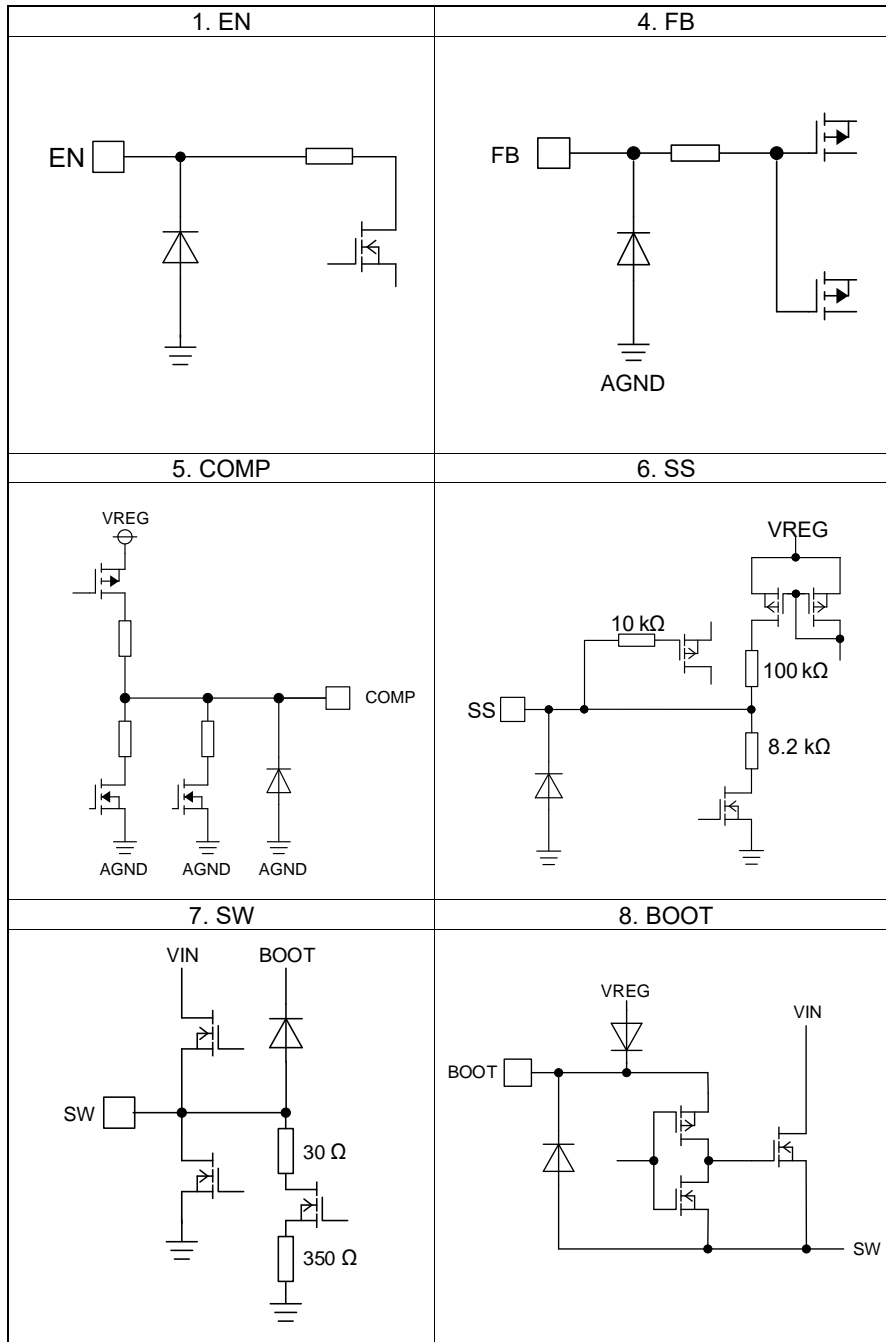 1. EN
4. FB
EN
FB
AGND
5. COMP
6. SS
VREG
COMP
AGND
AGND
AGND
VREG
10 kΩ
100 kΩ
SS
8.2 kΩ
7. SW
8. BOOT
VIN
BOOT
SW
30 Ω
350 Ω
VREG
VIN
BOOT
SW